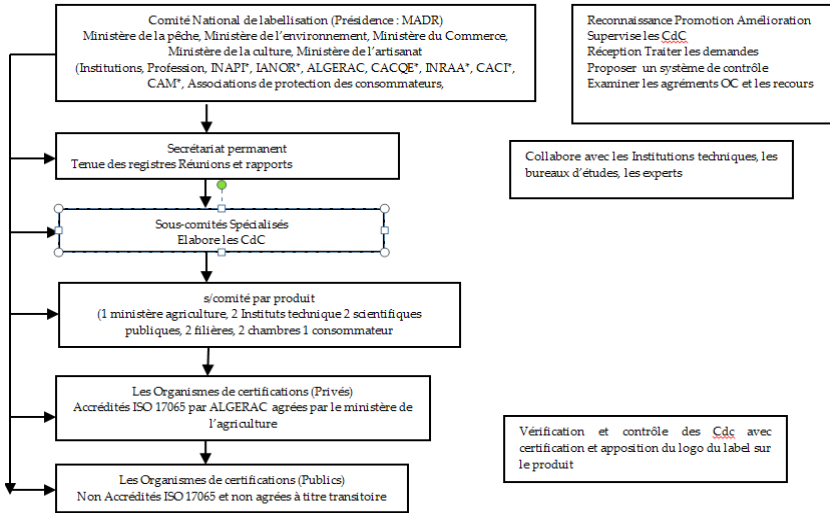 Comité National de labellisation (Présidence : MADR)
Ministère de la pêche, Ministère de l'environnement, Ministère du Commerce,
Ministère de la culture, Ministère de l'artisanat
(Institutions, Profession, INAPI*, IANOR*, ALGERAC, CACQE*, INRAA*, CACI*,
CAM*, Associations de protection des consommateurs,
Reconnaissance Promotion Amélioration
Supervise les CdC
Réception Traiter les demandes
Proposer un système de contrôle
Examiner les agréments OC et les recours
Secrétariat permanent
Tenue des registres Réunions et rapports
Collabore avec les Institutions techniques, les
bureaux d'études, les experts
Sous-comités Spécialisés
Elabore les CdC
s/comité par produit
(1 ministère agriculture, 2 Instituts technique 2 scientifiques
publiques, 2 filières, 2 chambres 1 consommateur
Les Organismes de certifications (Privés)
Accrédités ISO 17065 par ALGERAC agrées par le ministère de
l'agriculture
Vérification et contrôle des Cdc avec
certification et apposition du logo du label sur
le produit
Les Organismes de certifications (Publics)
Non Accrédités ISO 17065 et non agrées à titre transitoire